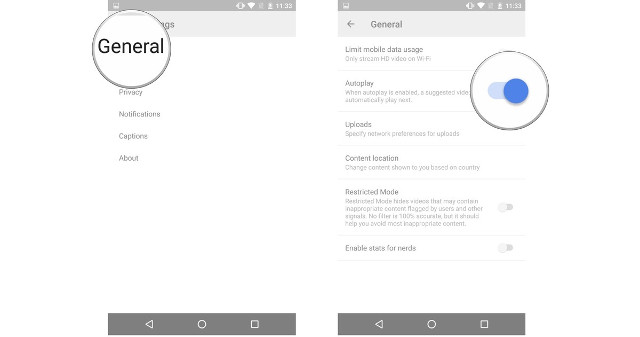 11:33
ngs
General
Privacy
Notifications
Captions
About
11:33
General
Limit mobile data usage
Only stream HD video on Wi-Fi
Autoplay
When autoplay is enabled, a suggested vide
automatically play next.
Uploads
Specify network preferences for uploads
Content location
Change content shown to you based on country
Restricted Mode
Restricted Mode hides videos that may contain
inappropriate content flagged by users and other
signals. No filter is 100% accurate, but it should
help you avoid most inappropriate content.
Enable stats for nerds